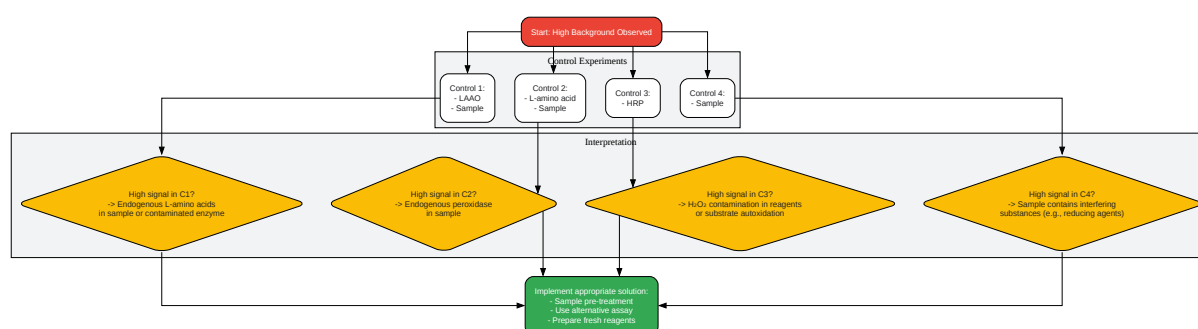 Start: High Background Observed
Control Experiments
Control 1:
- LAAO
- Sample
Control 2:
- L-amino acid
- Sample
Control 3:
- HRP
Control 4:
- Sample
Interpretation
High signal in C1?
-> Endogenous L-amino acids
in sample or contaminated enzyme
High signal in C2?
-> Endogenous peroxidase
in sample
High signal in C3?
-> H₂O₂ contamination in reagents
or substrate autoxidation
High signal in C4?
-> Sample contains interfering
substances (e.g., reducing agents)
Implement appropriate solution:
- Sample pre-treatment
- Use alternative assay
- Prepare fresh reagents